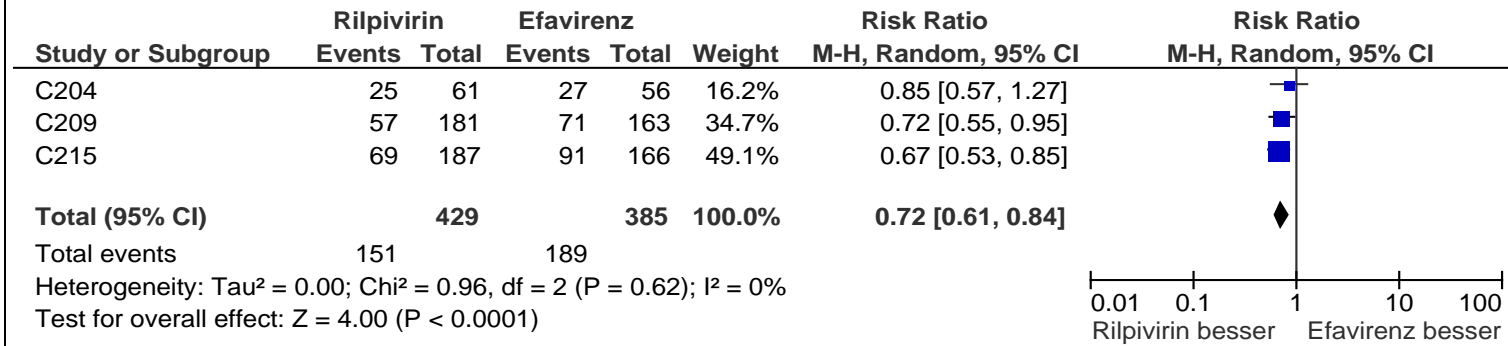 Rilpivirin Efavirenz Risk Ratio Risk Ratio
Study or Subgroup Events Total Events Total Weight M-H, Random, 95% CI M-H, Random, 95% CI
C204 25 61 27 56 16.2% 0.85 [0.57, 1.27]
C209 57 181 71 163 34.7% 0.72 [0.55, 0.95]
C215 69 187 91 166 49.1% 0.67 [0.53, 0.85]
Total (95% CI) 429 385 100.0% 0.72 [0.61, 0.84]
Total events 151 189
Heterogeneity: Tau² = 0.00; Chi² = 0.96, df = 2 (P = 0.62); I² = 0%
Test for overall effect: Z = 4.00 (P < 0.0001)
0.01 0.1 1 10 100
Rilpivirin besser Efavirenz besser